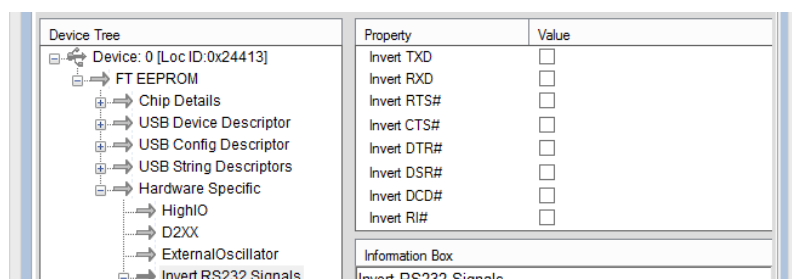 Device Tree
Device: 0 [Loc ID:0x24413]
FT EEPROM
Chip Details
USB Device Descriptor
USB Config Descriptor
USB String Descriptors
Hardware Specific
HighIO
D2XX
ExternalOscillator
Invert RS232 Signals
Property Value
Invert TXD
Invert RXD
Invert RTS#
Invert CTS#
Invert DTR#
Invert DSR#
Invert DCD#
Invert RI#
Information Box
Invert RS232 Signals